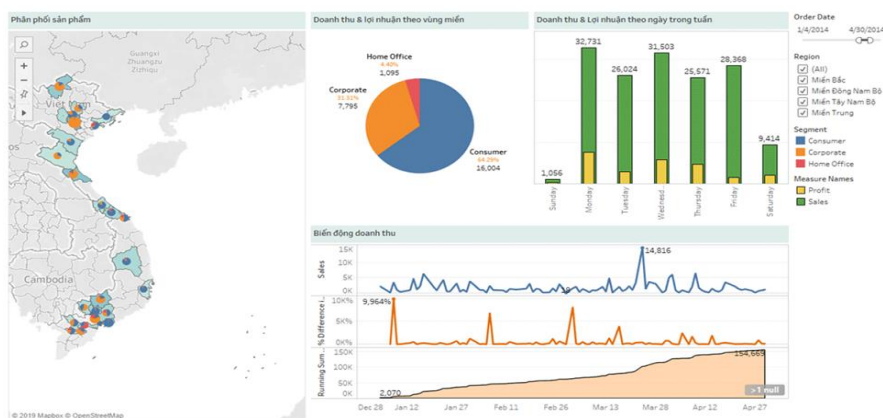 Phân phối sản phẩm
Guangxi
Zhuangzu
Zizhiqu
Việt Nam
Cambodia
© 2019 Mapbox © OpenStreetMap
Doanh thu & lợi nhuận theo vùng miền
Home Office
4.40%
1,095
Corporate
31.31%
7,795
Consumer
64.29%
16,004
Doanh thu & Lợi nhuận theo ngày trong tuần
32,731
31,503
26,024
25,571
28,368
9,414
1,056
Sunday
Monday
Tuesday
Wednesd..
Thursday
Friday
Saturday
Order Date
1/4/2014 4/30/2014
Region
(All)
Miền Bắc
Miền Đông Nam Bộ
Miền Tây Nam Bộ
Miền Trung
Segment
Consumer
Corporate
Home Office
Measure Names
Profit
Sales
Biến động doanh thu
Sales
15K
10K
5K
0K
14,816
% Difference i..
10K%
5K%
0K%
9,964%
Running Sum..
150K
100K
50K
0K
2,070
154,669
>1 null
Dec 28 Jan 12 Jan 27 Feb 11 Feb 26 Mar 13 Mar 28 Apr 12 Apr 27